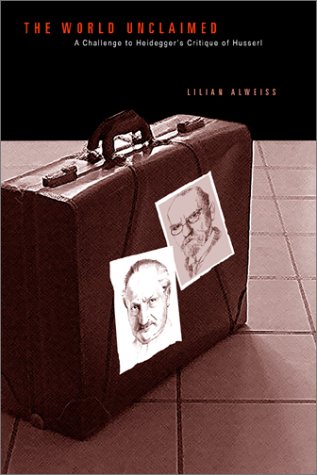 THE WORLD UNCLAIMED
A Challenge to Heidegger's Critique of Husserl
LILIAN ALWEISS